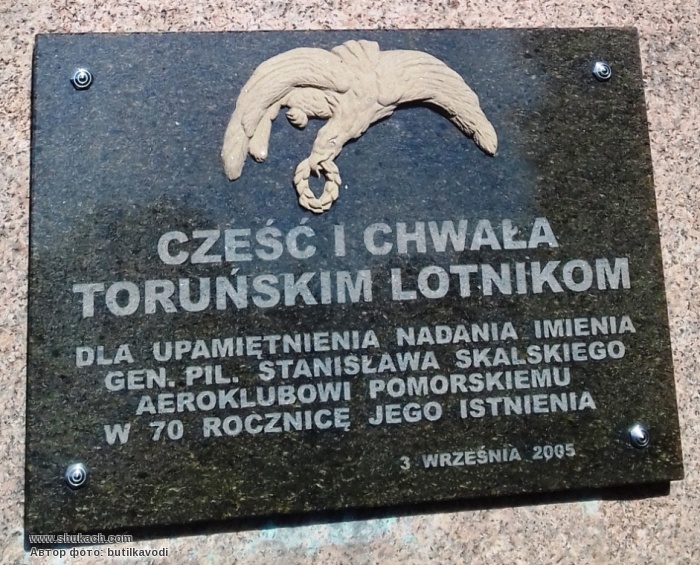 CZEŚĆ I CHWAŁA
TORUŃSKIM LOTNIKOM
DLA UPAMIĘTNIENIA NADANIA IMIENIA
GEN. PIL. STANISŁAWA SKALSKIEGO
AEROKLUBOWI POMORSKIEMU
W 70 ROCZNICĘ JEGO ISTNIENIA
3 WRZEŚNIA 2005
www.shukach.com
Автор фото: butilkavodi